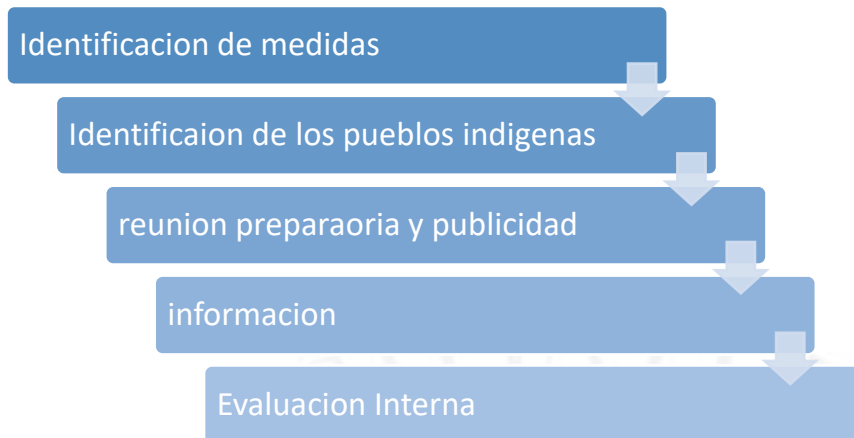 Identificacion de medidas
Identificaion de los pueblos indigenas
reunion preparaoria y publicidad
informacion
Evaluacion Interna